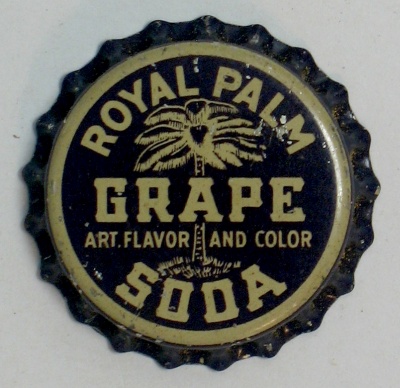 ROYAL PALM
GRAPE
ART. FLAVOR AND COLOR
SODA